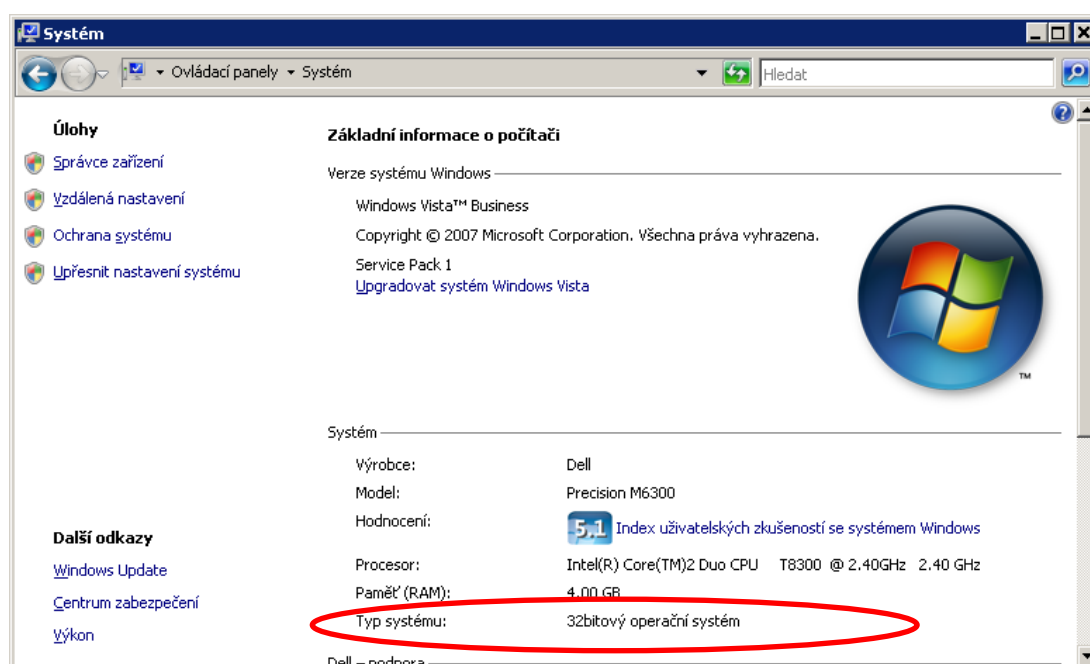 Systém
Ovládací panely Systém Hledat
Úlohy
Správce zařízení
Vzdálená nastavení
Ochrana systému
Upřesnit nastavení systému
Další odkazy
Windows Update
Centrum zabezpečení
Výkon
Základní informace o počítači
Verze systému Windows
Windows Vista™ Business
Copyright © 2007 Microsoft Corporation. Všechna práva vyhrazena.
Service Pack 1
Upgradovat systém Windows Vista
TM
Systém
Výrobce: Dell
Model: Precision M6300
Hodnocení: 5,1 Index uživatelských zkušeností se systémem Windows
Procesor: Intel(R) Core(TM)2 Duo CPU T8300 @ 2.40GHz 2.40 GHz
Paměť (RAM): 4,00 GB
Typ systému: 32bitový operační systém
Dell – podpora